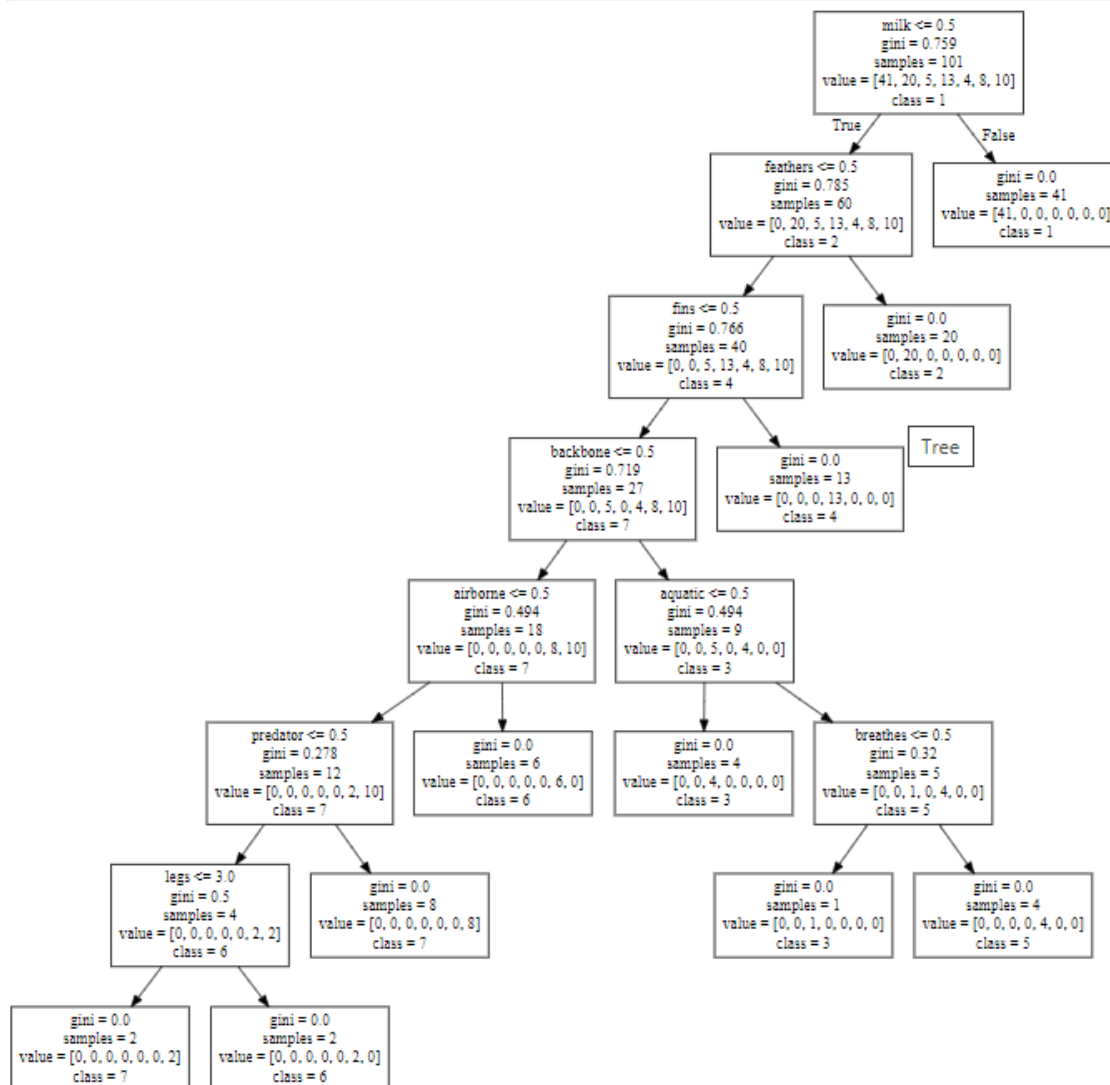 milk <= 0.5
gini = 0.759
samples = 101
value = [41, 20, 5, 13, 4, 8, 10]
class = 1
True
False
feathers <= 0.5
gini = 0.785
samples = 60
value = [0, 20, 5, 13, 4, 8, 10]
class = 2
gini = 0.0
samples = 41
value = [41, 0, 0, 0, 0, 0, 0]
class = 1
fins <= 0.5
gini = 0.766
samples = 40
value = [0, 0, 5, 13, 4, 8, 10]
class = 4
gini = 0.0
samples = 20
value = [0, 20, 0, 0, 0, 0, 0]
class = 2
backbone <= 0.5
gini = 0.719
samples = 27
value = [0, 0, 5, 0, 4, 8, 10]
class = 7
gini = 0.0
samples = 13
value = [0, 0, 0, 13, 0, 0, 0]
class = 4
Tree
airborne <= 0.5
gini = 0.494
samples = 18
value = [0, 0, 0, 0, 0, 8, 10]
class = 7
aquatic <= 0.5
gini = 0.494
samples = 9
value = [0, 0, 5, 0, 4, 0, 0]
class = 3
predator <= 0.5
gini = 0.278
samples = 12
value = [0, 0, 0, 0, 0, 2, 10]
class = 7
gini = 0.0
samples = 6
value = [0, 0, 0, 0, 0, 6, 0]
class = 6
gini = 0.0
samples = 4
value = [0, 0, 4, 0, 0, 0, 0]
class = 3
breathes <= 0.5
gini = 0.32
samples = 5
value = [0, 0, 1, 0, 4, 0, 0]
class = 5
legs <= 3.0
gini = 0.5
samples = 4
value = [0, 0, 0, 0, 0, 2, 2]
class = 6
gini = 0.0
samples = 8
value = [0, 0, 0, 0, 0, 0, 8]
class = 7
gini = 0.0
samples = 1
value = [0, 0, 1, 0, 0, 0, 0]
class = 3
gini = 0.0
samples = 4
value = [0, 0, 0, 0, 4, 0, 0]
class = 5
gini = 0.0
samples = 2
value = [0, 0, 0, 0, 0, 0, 2]
class = 7
gini = 0.0
samples = 2
value = [0, 0, 0, 0, 0, 2, 0]
class = 6